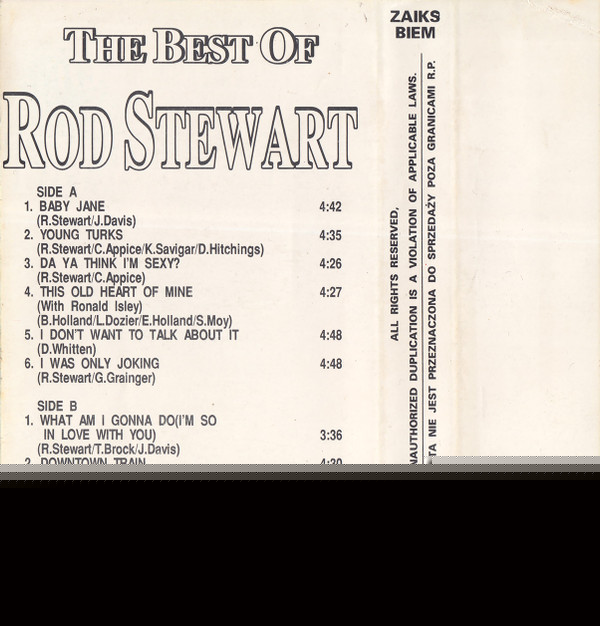 THE BEST OF
ROD STEWART
SIDE A
1. BABY JANE 4:42
(R.Stewart/J.Davis)
2. YOUNG TURKS 4:35
(R.Stewart/C.Appice/K.Savigar/D.Hitchings)
3. DA YA THINK I'M SEXY? 4:26
(R.Stewart/C.Appice)
4. THIS OLD HEART OF MINE 4:27
(With Ronald Isley)
(B.Holland/L.Dozier/E.Holland/S.Moy)
5. I DON'T WANT TO TALK ABOUT IT 4:48
(D.Whitten)
6. I WAS ONLY JOKING 4:48
(R.Stewart/G.Grainger)
SIDE B
1. WHAT AM I GONNA DO(I'M SO
IN LOVE WITH YOU) 3:36
(R.Stewart/T.Brock/J.Davis)
2. DOWNTOWN TRAIN 4:30
ZAIKS
BIEM
ALL RIGHTS RESERVED,
NAUTHORIZED DUPLICATION IS A VIOLATION OF APPLICABLE LAWS.
TA NIE JEST PRZEZNACZONA DO SPRZEDAŻY POZA GRANICAMI R.P.